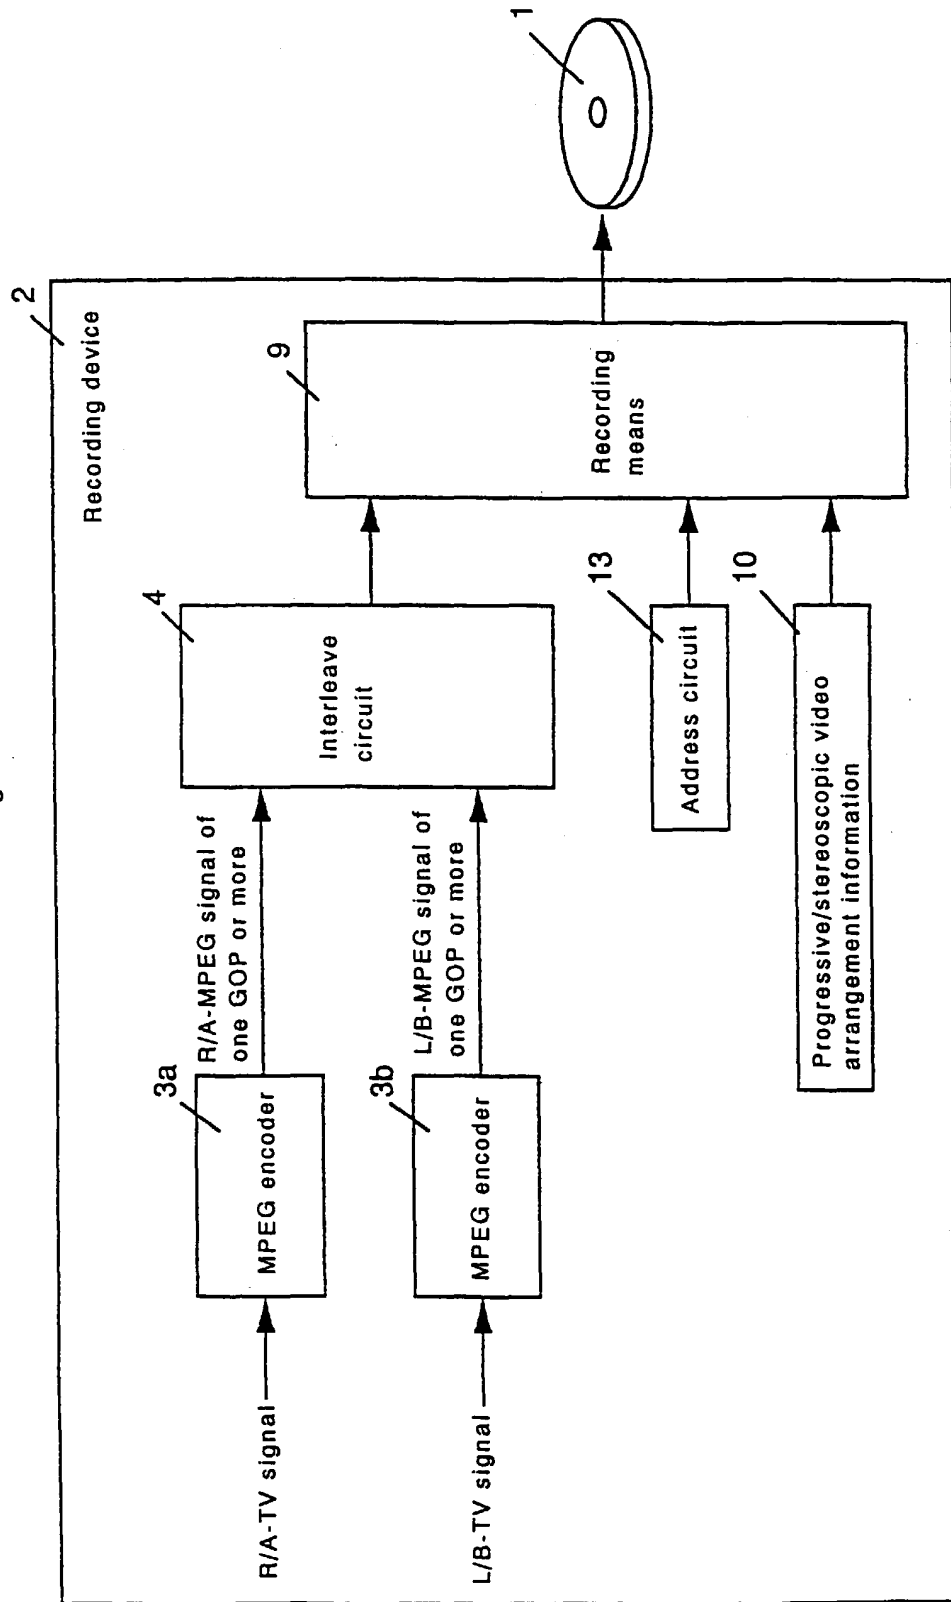 2
Recording device
1
9
Recording
means
4
Interleave
circuit
13
Address circuit
10
Progressive/stereoscopic video
arrangement information
R/A-MPEG signal of
one GOP or more
L/B-MPEG signal of
one GOP or more
3a
MPEG encoder
3b
MPEG encoder
R/A-TV signal
L/B-TV signal